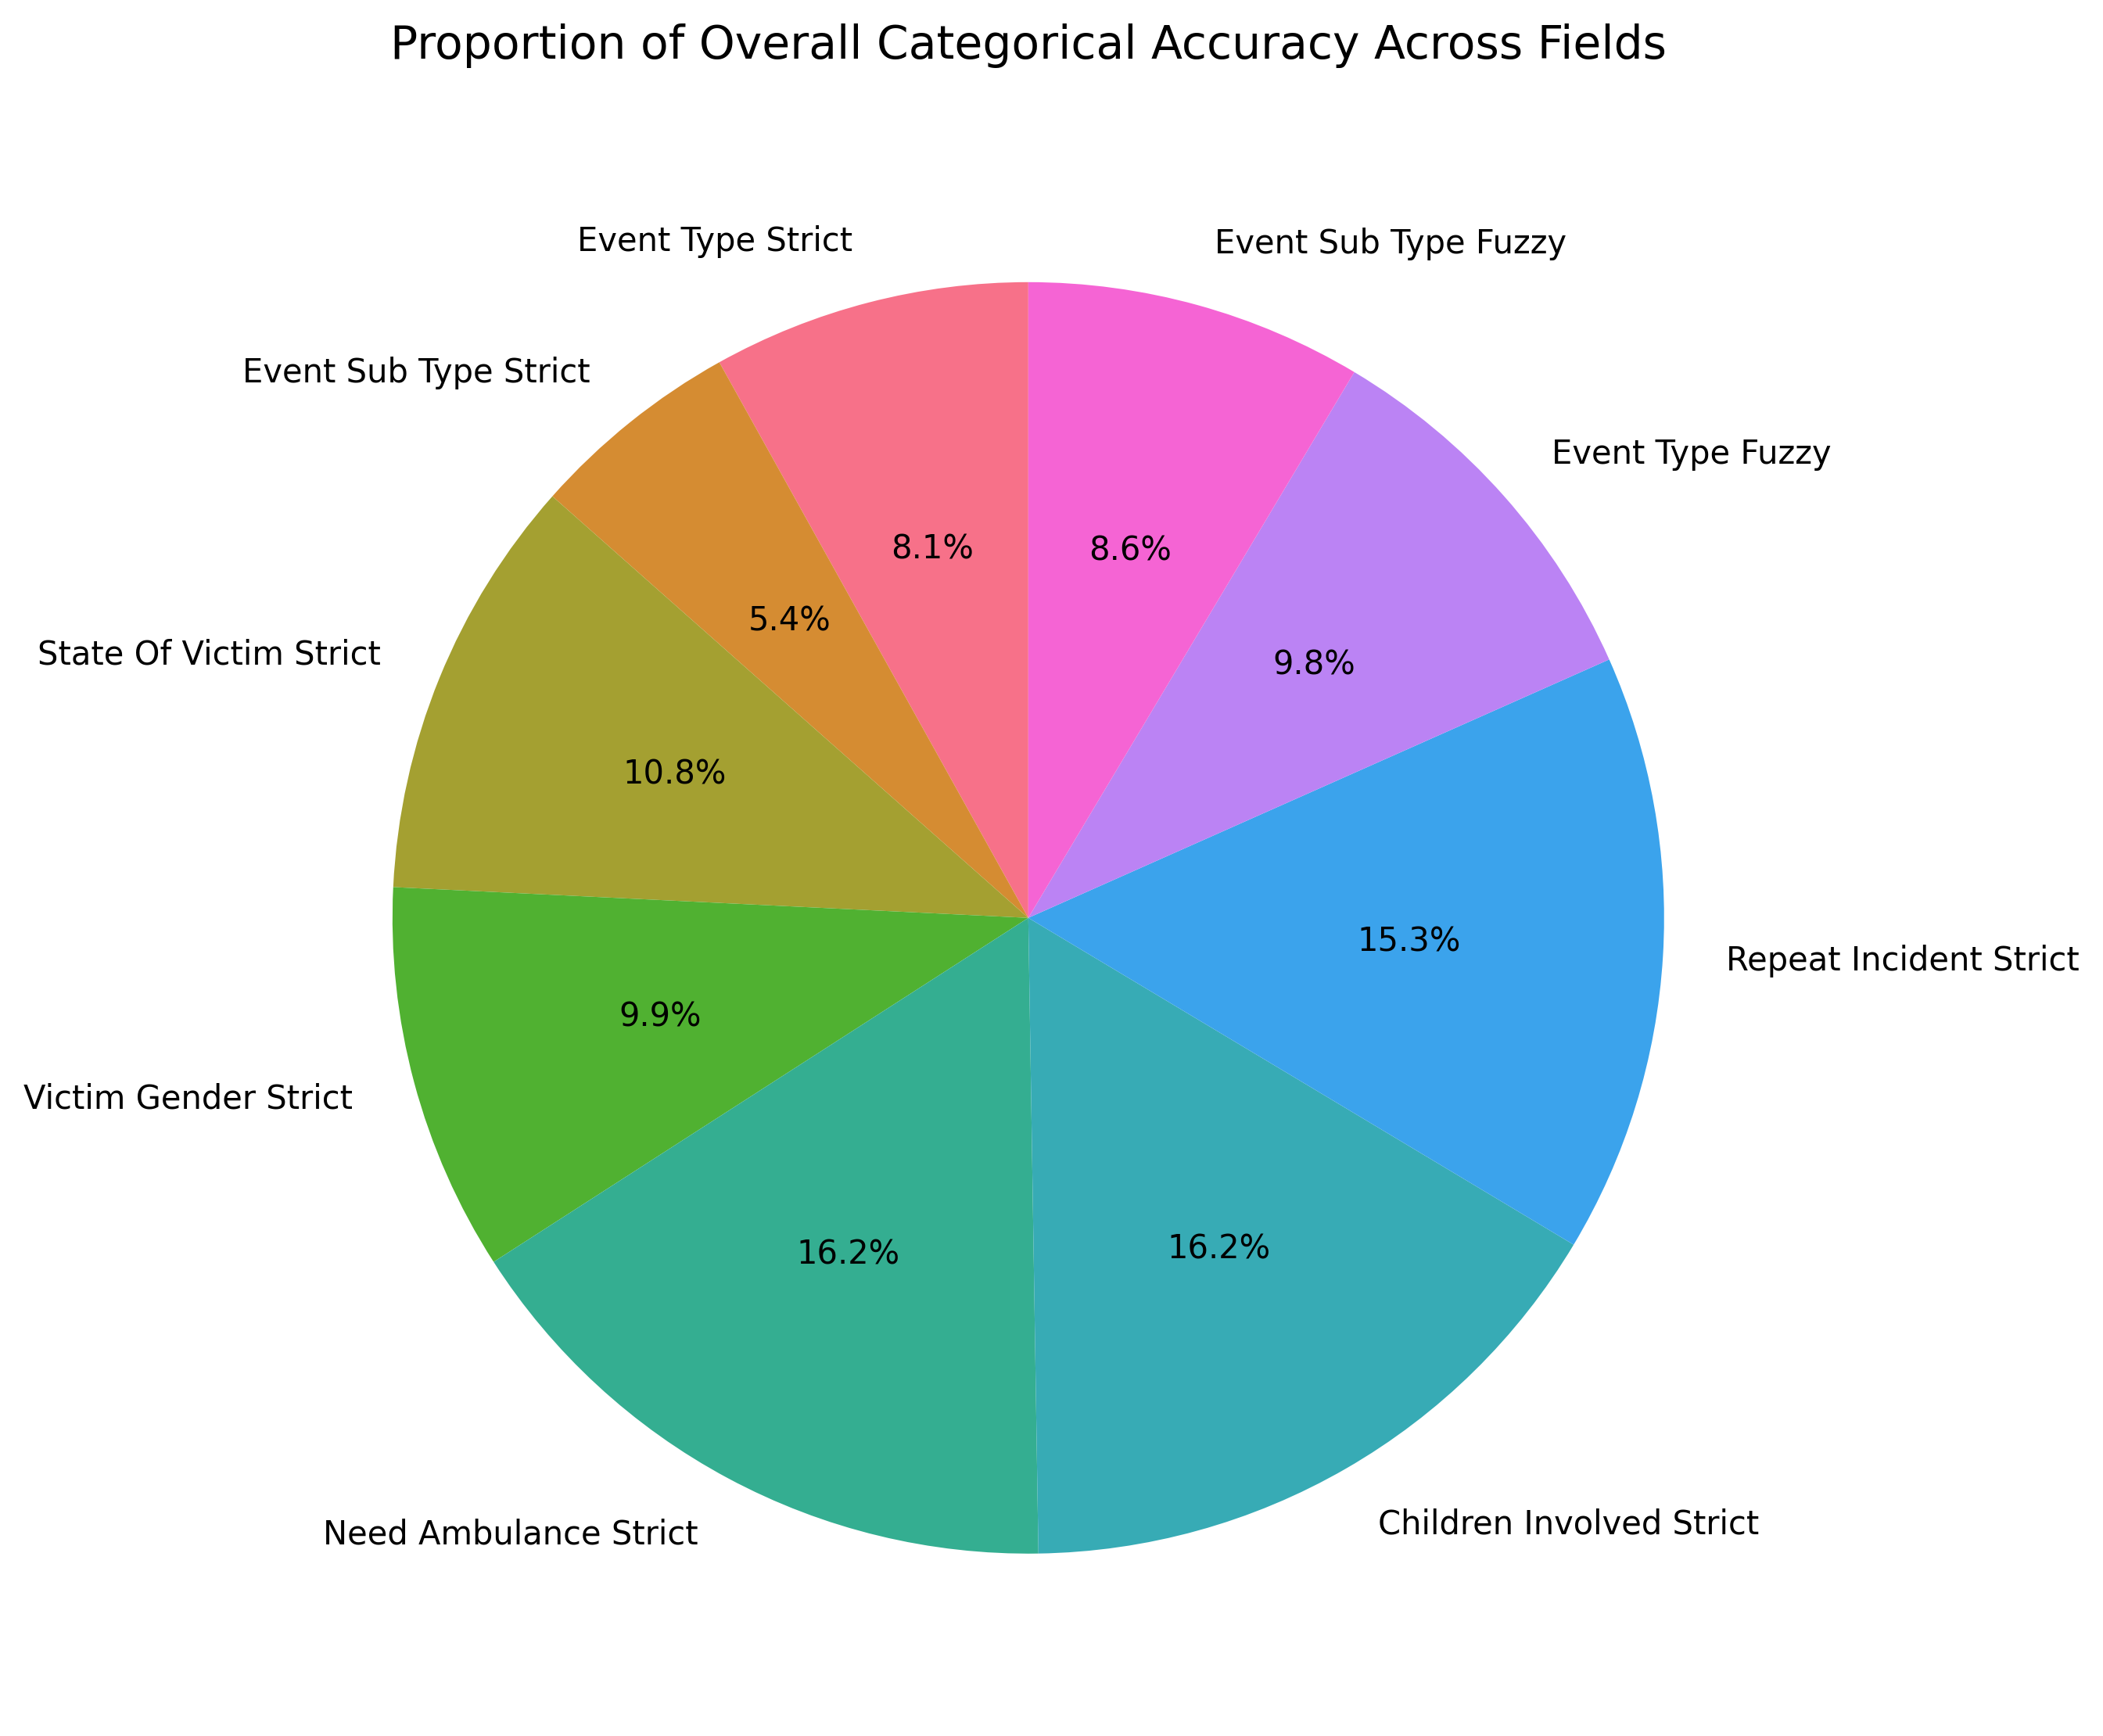 Proportion of Overall Categorical Accuracy Across Fields
Event Type Strict
Event Sub Type Fuzzy
Event Sub Type Strict
Event Type Fuzzy
8.1%
8.6%
5.4%
9.8%
State Of Victim Strict
10.8%
15.3%
Repeat Incident Strict
9.9%
Victim Gender Strict
16.2%
16.2%
Need Ambulance Strict
Children Involved Strict